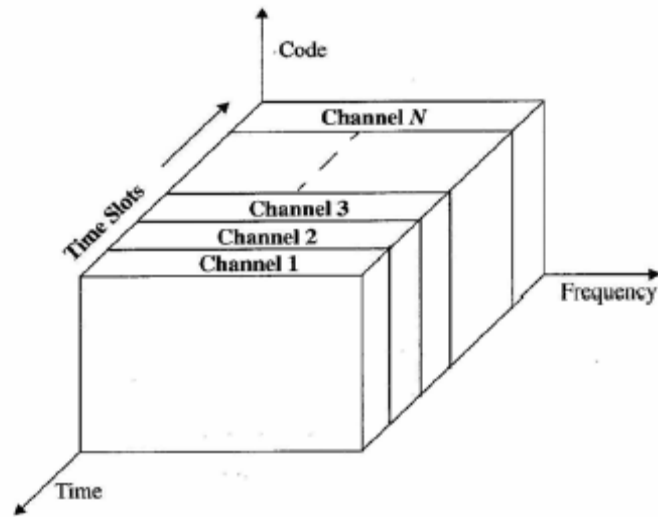 Code
Channel N
Time Slots
Channel 3
Channel 2
Channel 1
Frequency
Time